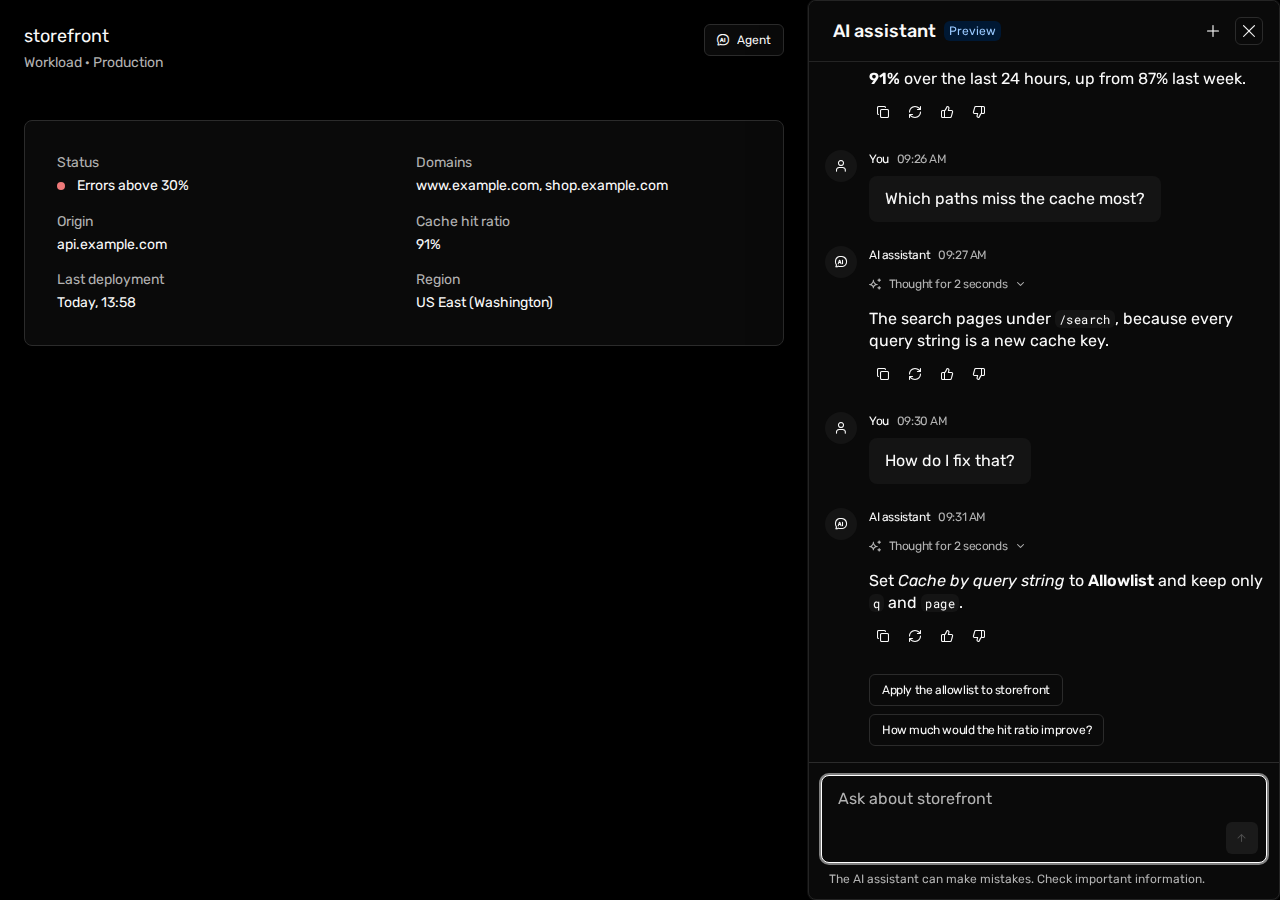 storefront
Workload • Production
Agent
Status
Errors above 30%
Domains
www.example.com, shop.example.com
Origin
api.example.com
Cache hit ratio
91%
Last deployment
Today, 13:58
Region
US East (Washington)
AI assistant Preview
91% over the last 24 hours, up from 87% last week.
You 09:26 AM
Which paths miss the cache most?
AI assistant 09:27 AM
Thought for 2 seconds
The search pages under /search, because every
query string is a new cache key.
You 09:30 AM
How do I fix that?
AI assistant 09:31 AM
Thought for 2 seconds
Set Cache by query string to Allowlist and keep only
q and page.
Apply the allowlist to storefront
How much would the hit ratio improve?
Ask about storefront
The AI assistant can make mistakes. Check important information.